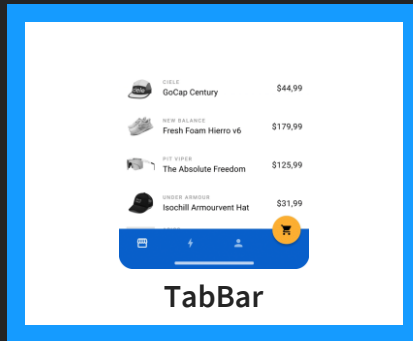 CIELE
GoCap Century
$44,99
NEW BALANCE
Fresh Foam Hierro v6
$179,99
PIT VIPER
The Absolute Freedom
$125,99
UNDER ARMOUR
Isochill Armourvent Hat
$31,99
TabBar